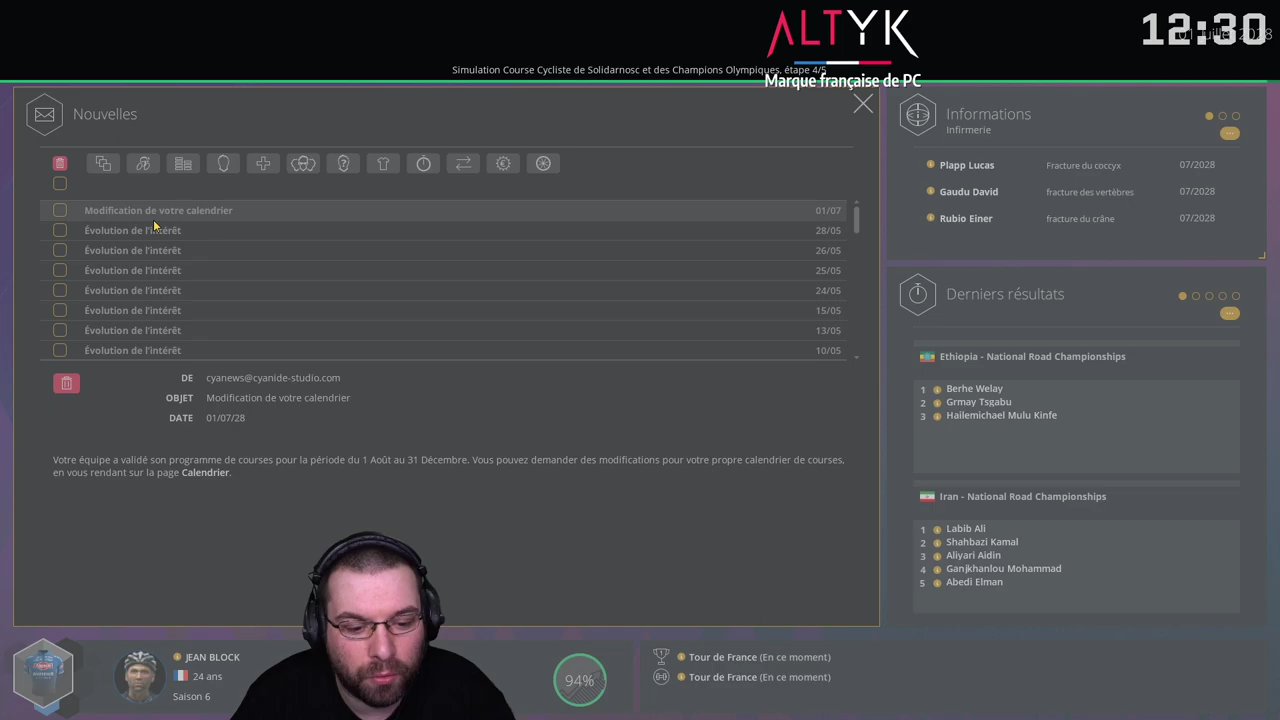 ALTYK
Marque française de PC
12:30
Simulation Course Cycliste de Solidarnosc et des Champions Olympiques, étape 4/5
Nouvelles
Modification de votre calendrier 01/07
Évolution de l'intérêt 28/05
Évolution de l'intérêt 26/05
Évolution de l'intérêt 25/05
Évolution de l'intérêt 24/05
Évolution de l'intérêt 15/05
Évolution de l'intérêt 13/05
Évolution de l'intérêt 10/05
DE cyanews@cyanide-studio.com
OBJET Modification de votre calendrier
DATE 01/07/28
Votre équipe a validé son programme de courses pour la période du 1 Août au 31 Décembre. Vous pouvez demander des modifications pour votre propre calendrier de courses,
en vous rendant sur la page Calendrier.
Informations
Infirmerie
Plapp Lucas Fracture du coccyx 07/2028
Gaudu David fracture des vertèbres 07/2028
Rubio Einer fracture du crâne 07/2028
Derniers résultats
Ethiopia - National Road Championships
1 Berhe Welay
2 Grmay Tsgabu
3 Hailemichael Mulu Kinfe
Iran - National Road Championships
1 Labib Ali
2 Shahbazi Kamal
3 Aliyari Aidin
4 Ganjkhanlou Mohammad
5 Abedi Elman
JEAN BLOCK
24 ans
Saison 6
94%
Tour de France (En ce moment)
Tour de France (En ce moment)